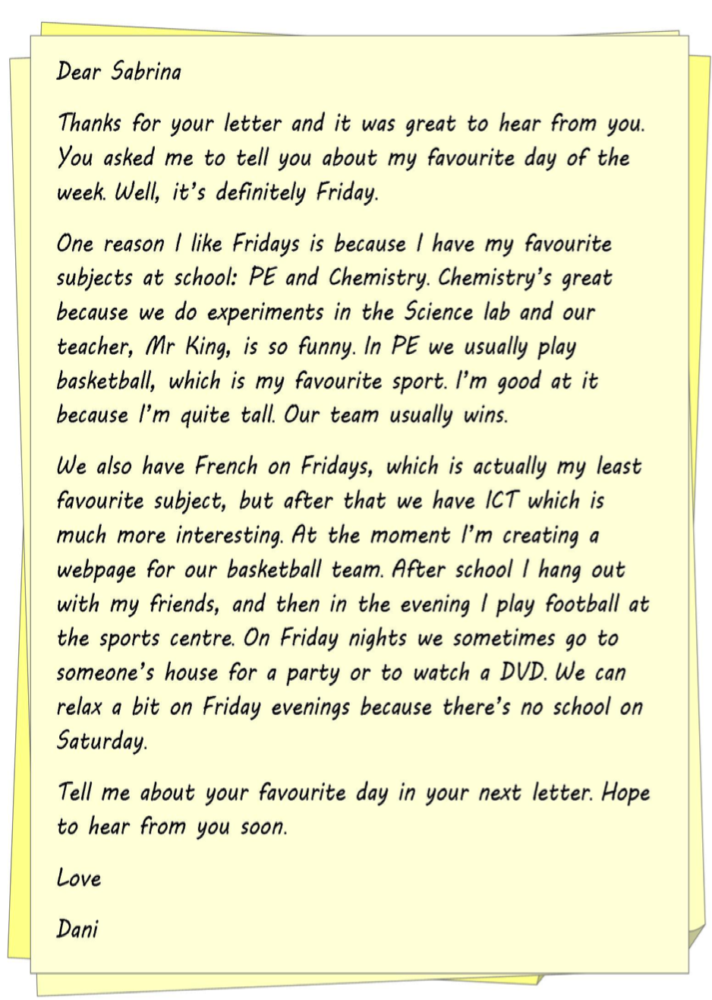 Dear Sabrina
Thanks for your letter and it was great to hear from you.
You asked me to tell you about my favourite day of the
week. Well, it's definitely Friday.
One reason I like Fridays is because I have my favourite
subjects at school: PE and Chemistry. Chemistry's great
because we do experiments in the Science lab and our
teacher, Mr King, is so funny. In PE we usually play
basketball, which is my favourite sport. I'm good at it
because I'm quite tall. Our team usually wins.
We also have French on Fridays, which is actually my least
favourite subject, but after that we have ICT which is
much more interesting. At the moment I'm creating a
webpage for our basketball team. After school I hang out
with my friends, and then in the evening I play football at
the sports centre. On Friday nights we sometimes go to
someone's house for a party or to watch a DVD. We can
relax a bit on Friday evenings because there's no school on
Saturday.
Tell me about your favourite day in your next letter. Hope
to hear from you soon.
Love
Dani